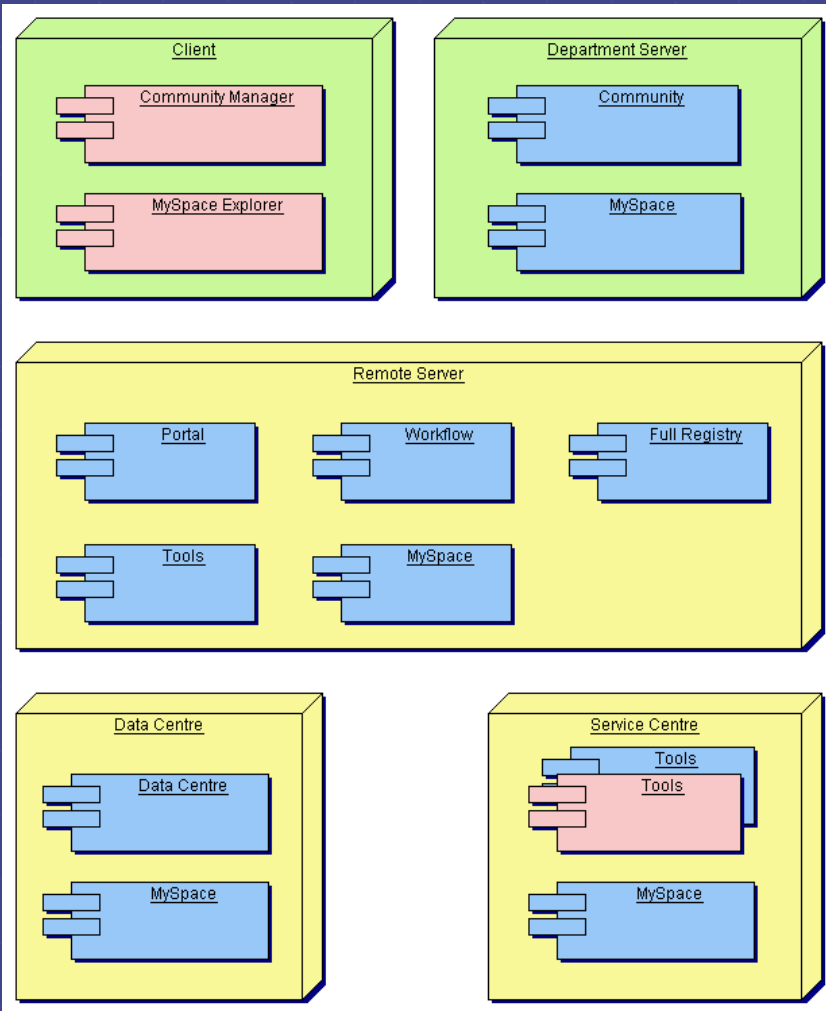 Client
Community Manager
MySpace Explorer
Department Server
Community
MySpace
Remote Server
Portal
Workflow
Full Registry
Tools
MySpace
Data Centre
Data Centre
MySpace
Service Centre
Tools
Tools
MySpace